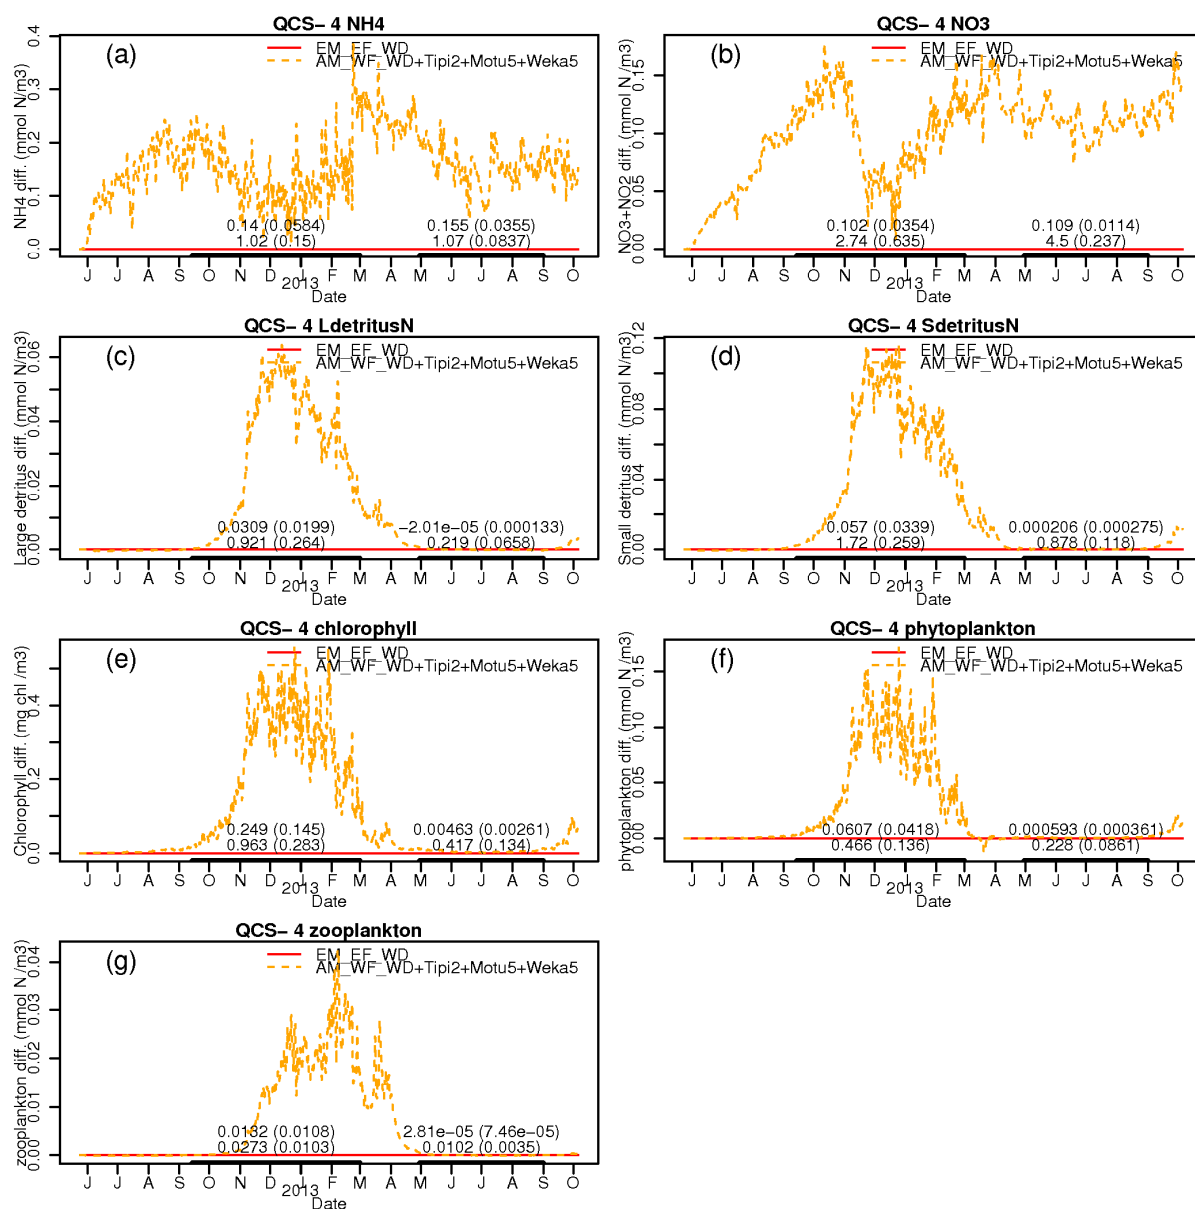 QCS- 4 NH4
(a)
EM_EF_WD
AM_WF_WD+Tipi2+Motu5+Weka5
NH4 diff. (mmol N/m3)
0.0 0.1 0.2 0.3 0.4
0.14 (0.0584)
1.02 (0.15)
0.155 (0.0355)
1.07 (0.0837)
J J A S O N D J F M A M J J A S O
2013
Date
QCS- 4 NO3
(b)
EM_EF_WD
AM_WF_WD+Tipi2+Motu5+Weka5
NO3+NO2 diff. (mmol N /m3)
0.00 0.05 0.10 0.15
0.102 (0.0354)
2.74 (0.635)
0.109 (0.0114)
4.5 (0.237)
J J A S O N D J F M A M J J A S O
2013
Date
QCS- 4 LdetritusN
(c)
EM_EF_WD
AM_WF_WD+Tipi2+Motu5+Weka5
Large detritus diff. (mmol N/m3)
0.00 0.02 0.04 0.06
0.0309 (0.0199)
0.921 (0.264)
-2.01e-05 (0.000133)
0.219 (0.0658)
J J A S O N D J F M A M J J A S O
2013
Date
QCS- 4 SdetritusN
(d)
EM_EF_WD
AM_WF_WD+Tipi2+Motu5+Weka5
Small detritus diff. (mmol N/m3)
0.00 0.04 0.08 0.12
0.057 (0.0339)
1.72 (0.259)
0.000206 (0.000275)
0.878 (0.118)
J J A S O N D J F M A M J J A S O
2013
Date
QCS- 4 chlorophyll
(e)
EM_EF_WD
AM_WF_WD+Tipi2+Motu5+Weka5
Chlorophyll diff. (mg chl /m3)
0.0 0.2 0.4
0.249 (0.145)
0.963 (0.283)
0.00463 (0.00261)
0.417 (0.134)
J J A S O N D J F M A M J J A S O
2013
Date
QCS- 4 phytoplankton
(f)
EM_EF_WD
AM_WF_WD+Tipi2+Motu5+Weka5
phytoplankton diff. (mmol N /m3)
0.00 0.05 0.10 0.15
0.0607 (0.0418)
0.466 (0.136)
0.000593 (0.000361)
0.228 (0.0861)
J J A S O N D J F M A M J J A S O
2013
Date
QCS- 4 zooplankton
(g)
EM_EF_WD
AM_WF_WD+Tipi2+Motu5+Weka5
zooplankton diff. (mmol N /m3)
0.00 0.01 0.02 0.03 0.04
0.0132 (0.0108)
0.0273 (0.0103)
2.81e-05 (7.46e-05)
0.0102 (0.0035)
J J A S O N D J F M A M J J A S O
2013
Date